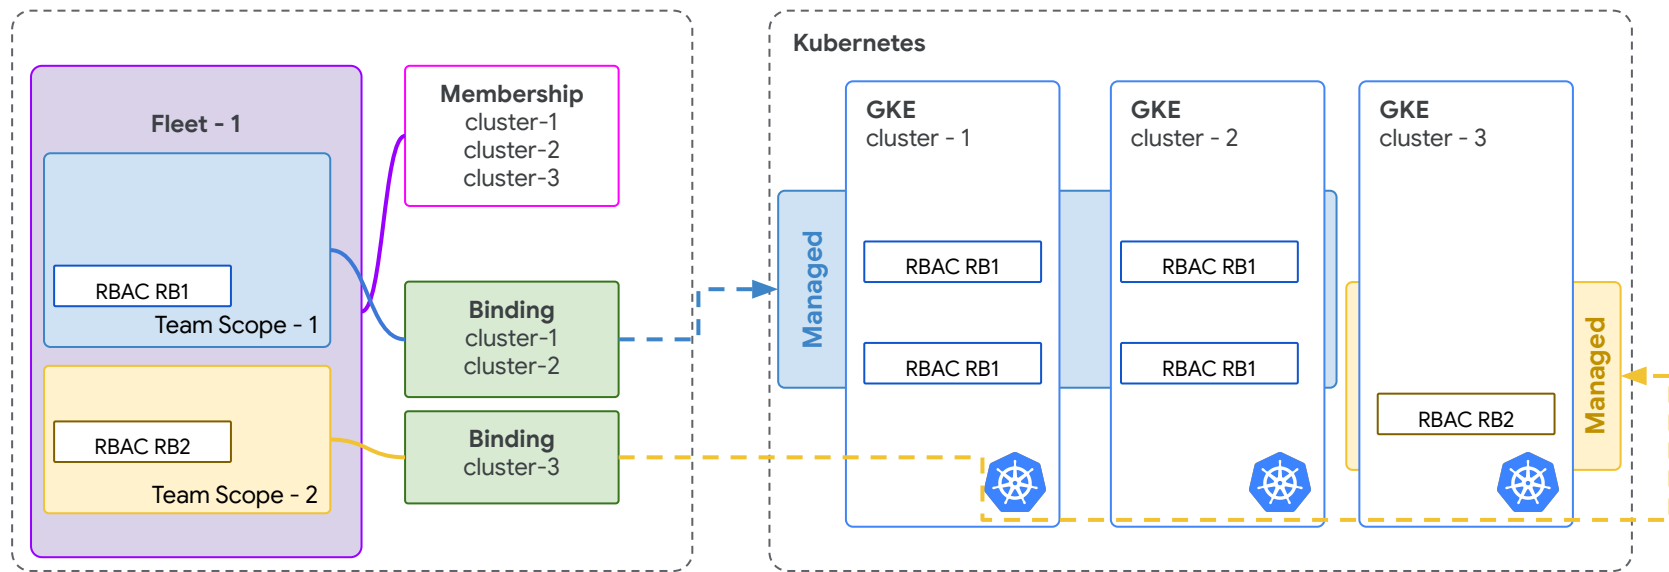 Fleet - 1
RBAC RB1
Team Scope - 1
RBAC RB2
Team Scope - 2
Membership
cluster-1
cluster-2
cluster-3
Binding
cluster-1
cluster-2
Binding
cluster-3
Kubernetes
Managed
GKE
cluster - 1
RBAC RB1
RBAC RB1
GKE
cluster - 2
RBAC RB1
RBAC RB1
GKE
cluster - 3
RBAC RB2
Managed